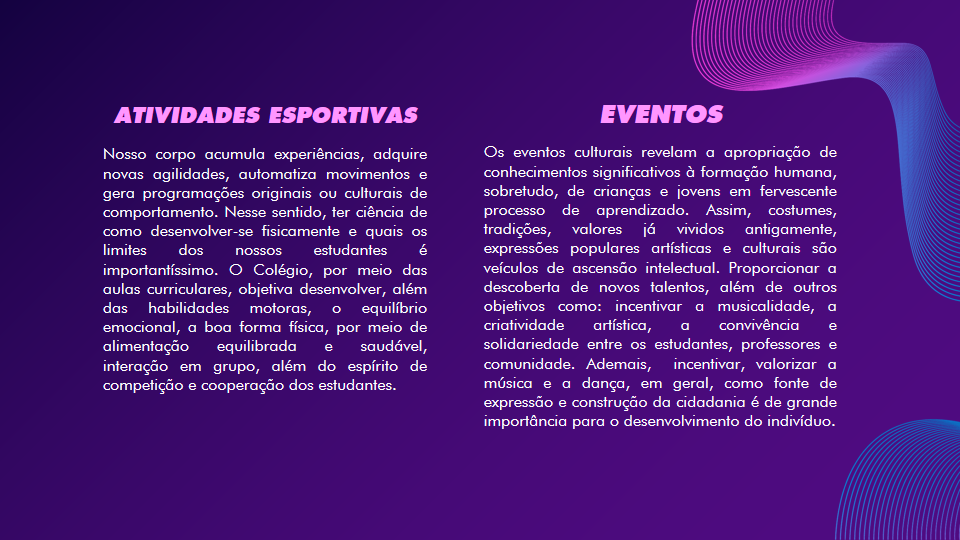 ATIVIDADES ESPORTIVAS
Nosso corpo acumula experiências, adquire
novas agilidades, automatiza movimentos e
gera programações originais ou culturais de
comportamento. Nesse sentido, ter ciência de
como desenvolver-se fisicamente e quais os
limites dos nossos estudantes é
importantíssimo. O Colégio, por meio das
aulas curriculares, objetiva desenvolver, além
das habilidades motoras, o equilíbrio
emocional, a boa forma física, por meio de
alimentação equilibrada e saudável,
interação em grupo, além do espírito de
competição e cooperação dos estudantes.
EVENTOS
Os eventos culturais revelam a apropriação de
conhecimentos significativos à formação humana,
sobretudo, de crianças e jovens em fervescente
processo de aprendizado. Assim, costumes,
tradições, valores já vividos antigamente,
expressões populares artísticas e culturais são
veículos de ascensão intelectual. Proporcionar a
descoberta de novos talentos, além de outros
objetivos como: incentivar a musicalidade, a
criatividade artística, a convivência e
solidariedade entre os estudantes, professores e
comunidade. Ademais, incentivar, valorizar a
música e a dança, em geral, como fonte de
expressão e construção da cidadania é de grande
importância para o desenvolvimento do indivíduo.